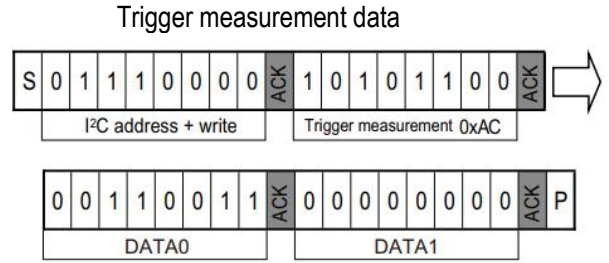 Trigger measurement data
S 0 1 1 1 0 0 0 0 ACK 1 0 1 0 1 1 0 0 ACK
I²C address + write Trigger measurement 0xAC
0 0 1 1 0 0 1 1 ACK 0 0 0 0 0 0 0 0 ACK P
DATA0 DATA1